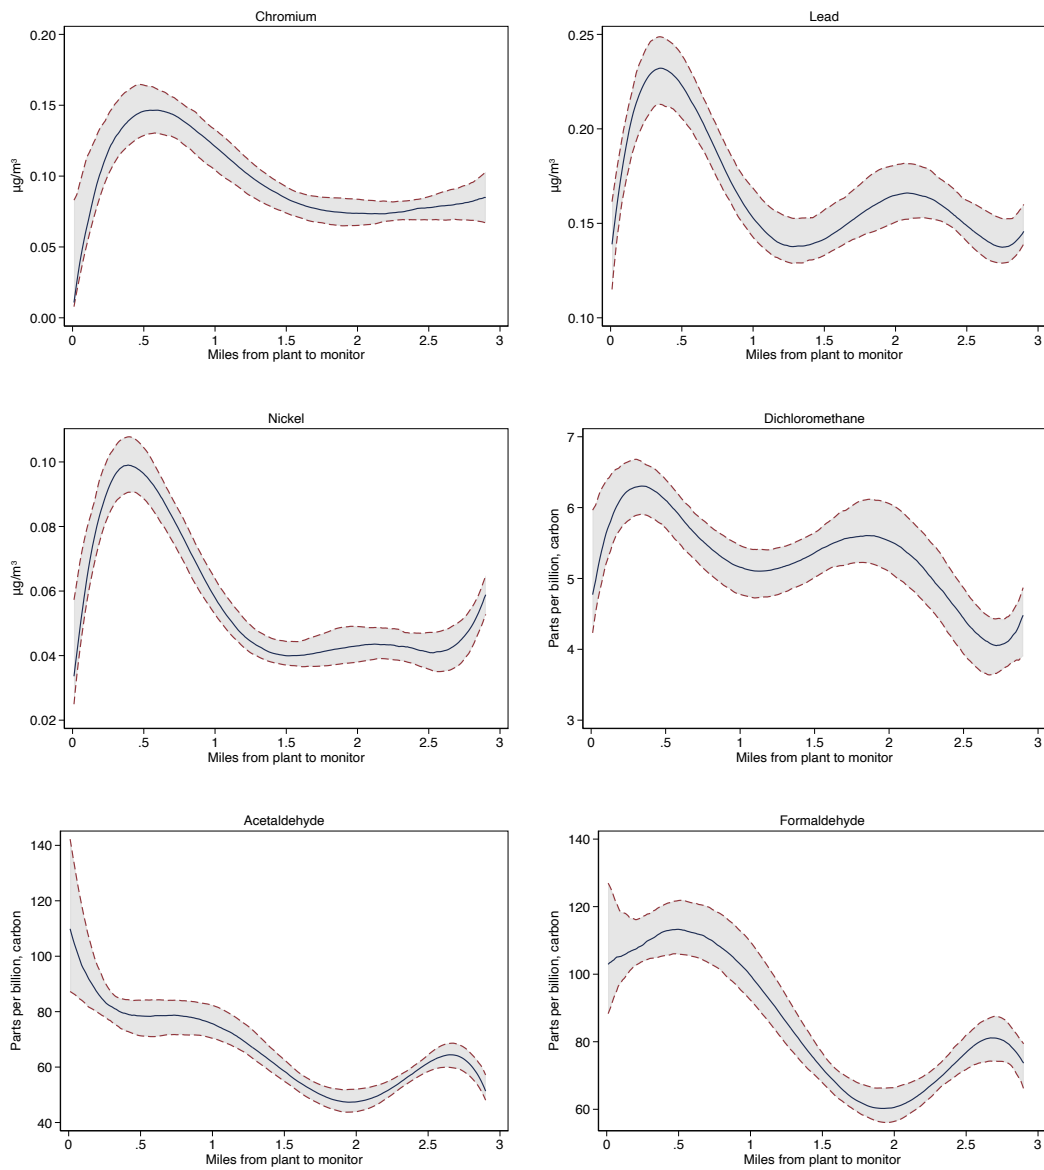 Chromium
0.20
0.15
0.10
0.05
0.00
µg/m³
0 .5 1 1.5 2 2.5 3
Miles from plant to monitor
Lead
0.25
0.20
0.15
0.10
µg/m³
0 .5 1 1.5 2 2.5 3
Miles from plant to monitor
Nickel
0.10
0.08
0.06
0.04
0.02
µg/m³
0 .5 1 1.5 2 2.5 3
Miles from plant to monitor
Dichloromethane
7
6
5
4
3
Parts per billion, carbon
0 .5 1 1.5 2 2.5 3
Miles from plant to monitor
Acetaldehyde
140
120
100
80
60
40
Parts per billion, carbon
0 .5 1 1.5 2 2.5 3
Miles from plant to monitor
Formaldehyde
140
120
100
80
60
Parts per billion, carbon
0 .5 1 1.5 2 2.5 3
Miles from plant to monitor